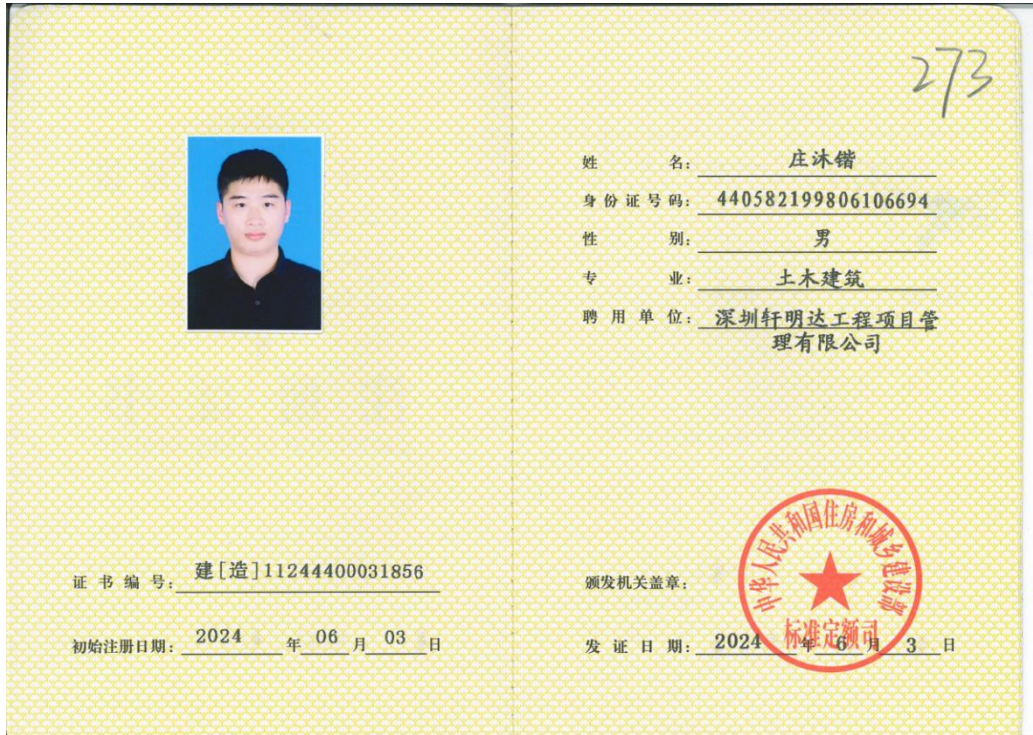 273
姓 名: 庄沐锴
身份证号码: 440582199806106694
性 别: 男
专 业: 土木建筑
聘用单位: 深圳轩明达工程项目管
理有限公司
证书编号: 建[造]11244400031856
初始注册日期: 2024 年 06 月 03 日
颁发机关盖章:
中华人民共和国住房和城乡建设部
标准定额司
发证日期: 2024 年 6 月 3 日